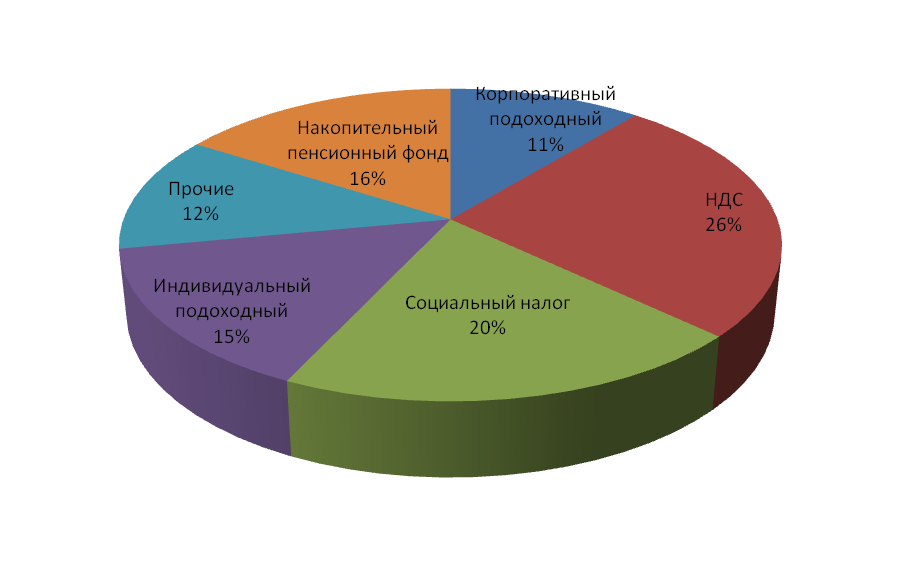 Корпоративный
подоходный
11%
НДС
26%
Социальный налог
20%
Индивидуальный
подоходный
15%
Прочие
12%
Накопительный
пенсионный фонд
16%